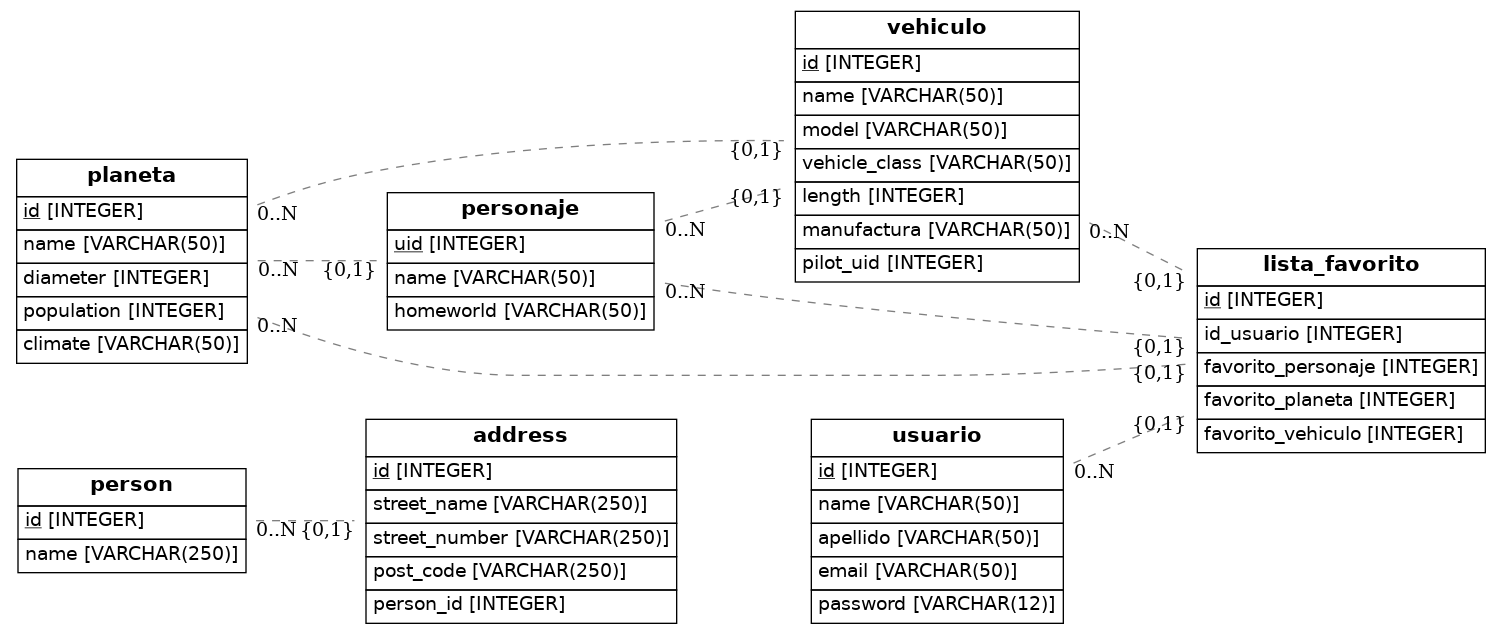 vehiculo
id [INTEGER]
name [VARCHAR(50)]
model [VARCHAR(50)]
vehicle_class [VARCHAR(50)]
length [INTEGER]
manufactura [VARCHAR(50)]
pilot_uid [INTEGER]
planeta
id [INTEGER]
name [VARCHAR(50)]
diameter [INTEGER]
population [INTEGER]
climate [VARCHAR(50)]
personaje
uid [INTEGER]
name [VARCHAR(50)]
homeworld [VARCHAR(50)]
lista_favorito
id [INTEGER]
id_usuario [INTEGER]
favorito_personaje [INTEGER]
favorito_planeta [INTEGER]
favorito_vehiculo [INTEGER]
{0,1}
0..N
{0,1}
0..N
0..N
{0,1}
0..N
{0,1}
0..N
{0,1}
0..N
{0,1}
{0,1}
0..N
person
id [INTEGER]
name [VARCHAR(250)]
0..N
{0,1}
address
id [INTEGER]
street_name [VARCHAR(250)]
street_number [VARCHAR(250)]
post_code [VARCHAR(250)]
person_id [INTEGER]
usuario
id [INTEGER]
name [VARCHAR(50)]
apellido [VARCHAR(50)]
email [VARCHAR(50)]
password [VARCHAR(12)]